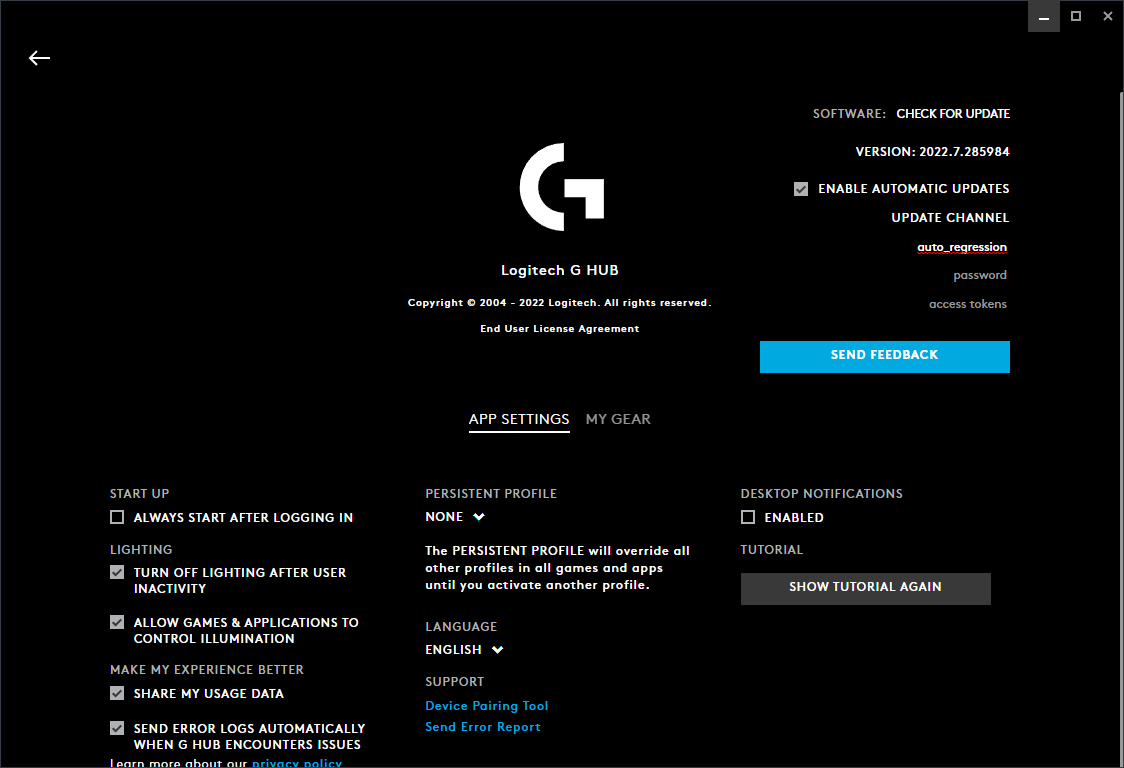 SOFTWARE: CHECK FOR UPDATE
VERSION: 2022.7.285984
ENABLE AUTOMATIC UPDATES
UPDATE CHANNEL
auto_regression
password
access tokens
SEND FEEDBACK
Logitech G HUB
Copyright © 2004 - 2022 Logitech. All rights reserved.
End User License Agreement
APP SETTINGS MY GEAR
START UP
ALWAYS START AFTER LOGGING IN
LIGHTING
TURN OFF LIGHTING AFTER USER
INACTIVITY
ALLOW GAMES & APPLICATIONS TO
CONTROL ILLUMINATION
MAKE MY EXPERIENCE BETTER
SHARE MY USAGE DATA
SEND ERROR LOGS AUTOMATICALLY
WHEN G HUB ENCOUNTERS ISSUES
Learn more about our privacy policy
PERSISTENT PROFILE
NONE
The PERSISTENT PROFILE will override all
other profiles in all games and apps
until you activate another profile.
LANGUAGE
ENGLISH
SUPPORT
Device Pairing Tool
Send Error Report
DESKTOP NOTIFICATIONS
ENABLED
TUTORIAL
SHOW TUTORIAL AGAIN